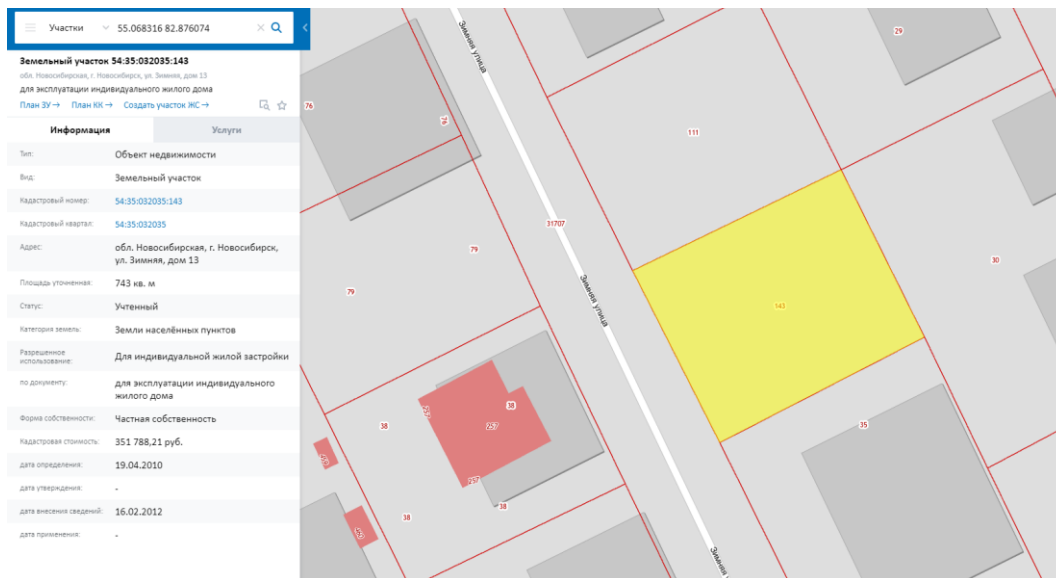 Участки
55.068316 82.876074
Земельный участок 54:35:032035:143
обл. Новосибирская, г. Новосибирск, ул. Зимняя, дом 13
для эксплуатации индивидуального жилого дома
План ЗУ → План КК → Создать участок ЖС →
Информация Услуги
Тип: Объект недвижимости
Вид: Земельный участок
Кадастровый номер: 54:35:032035:143
Кадастровый квартал: 54:35:032035
Адрес: обл. Новосибирская, г. Новосибирск,
ул. Зимняя, дом 13
Площадь уточненная: 743 кв. м
Статус: Учтенный
Категория земель: Земли населённых пунктов
Разрешенное
использование: Для индивидуальной жилой застройки
по документу: для эксплуатации индивидуального
жилого дома
Форма собственности: Частная собственность
Кадастровая стоимость: 351 788,21 руб.
дата определения: 19.04.2010
дата утверждения: -
дата внесения сведений: 16.02.2012
дата применения: -
Зимняя улица
29
76
76
111
31707
79
30
79
Зимняя улица
143
38
38
257
257
35
257
38
38
Зимняя